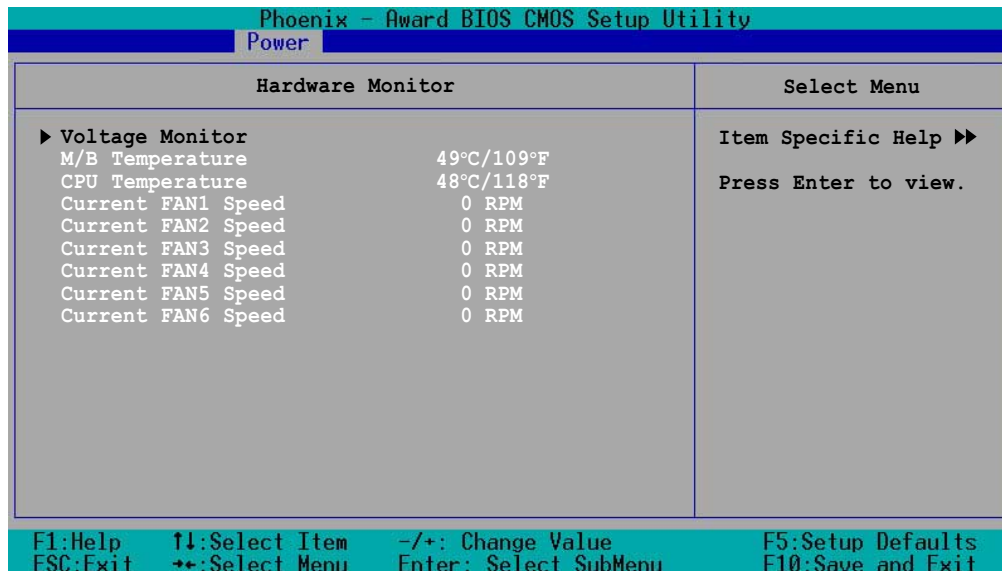 Phoenix - Award BIOS CMOS Setup Utility
Power
Hardware Monitor
Select Menu
▶ Voltage Monitor
M/B Temperature 49°C/109°F
CPU Temperature 48°C/118°F
Current FAN1 Speed 0 RPM
Current FAN2 Speed 0 RPM
Current FAN3 Speed 0 RPM
Current FAN4 Speed 0 RPM
Current FAN5 Speed 0 RPM
Current FAN6 Speed 0 RPM
Item Specific Help ▶▶
Press Enter to view.
F1:Help ↑↓:Select Item -/+: Change Value F5:Setup Defaults
ESC:Exit →←:Select Menu Enter: Select SubMenu F10:Save and Exit